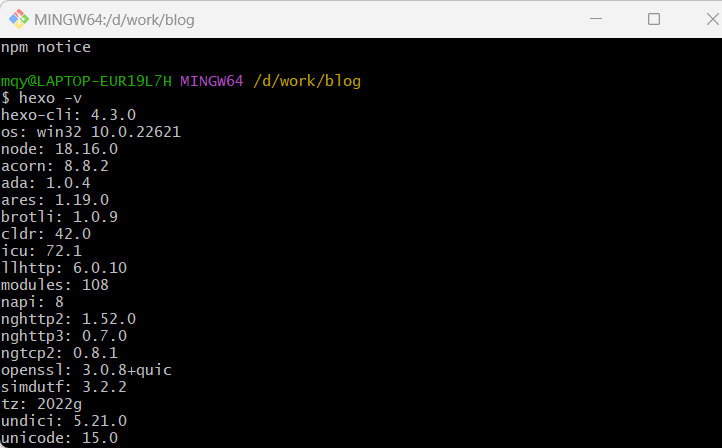 MINGW64:/d/work/blog
npm notice
mqy@LAPTOP-EUR19L7H MINGW64 /d/work/blog
$ hexo -v
hexo-cli: 4.3.0
os: win32 10.0.22621
node: 18.16.0
acorn: 8.8.2
ada: 1.0.4
ares: 1.19.0
brotli: 1.0.9
cldr: 42.0
icu: 72.1
llhttp: 6.0.10
modules: 108
napi: 8
nghttp2: 1.52.0
nghttp3: 0.7.0
ngtcp2: 0.8.1
openssl: 3.0.8+quic
simdutf: 3.2.2
tz: 2022g
undici: 5.21.0
unicode: 15.0